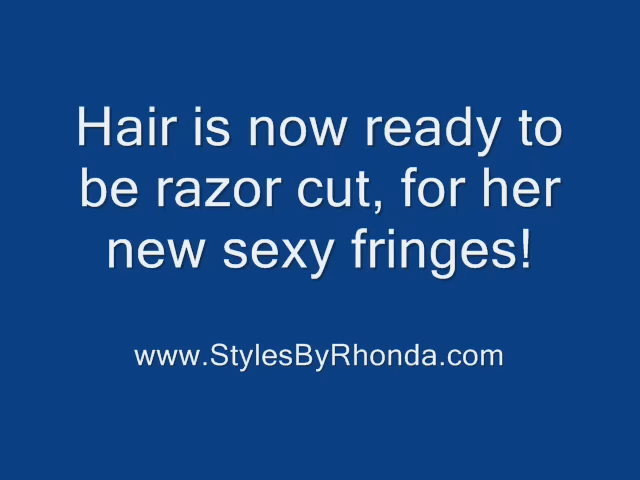 Hair is now ready to
be razor cut, for her
new sexy fringes!
www.StylesByRhonda.com